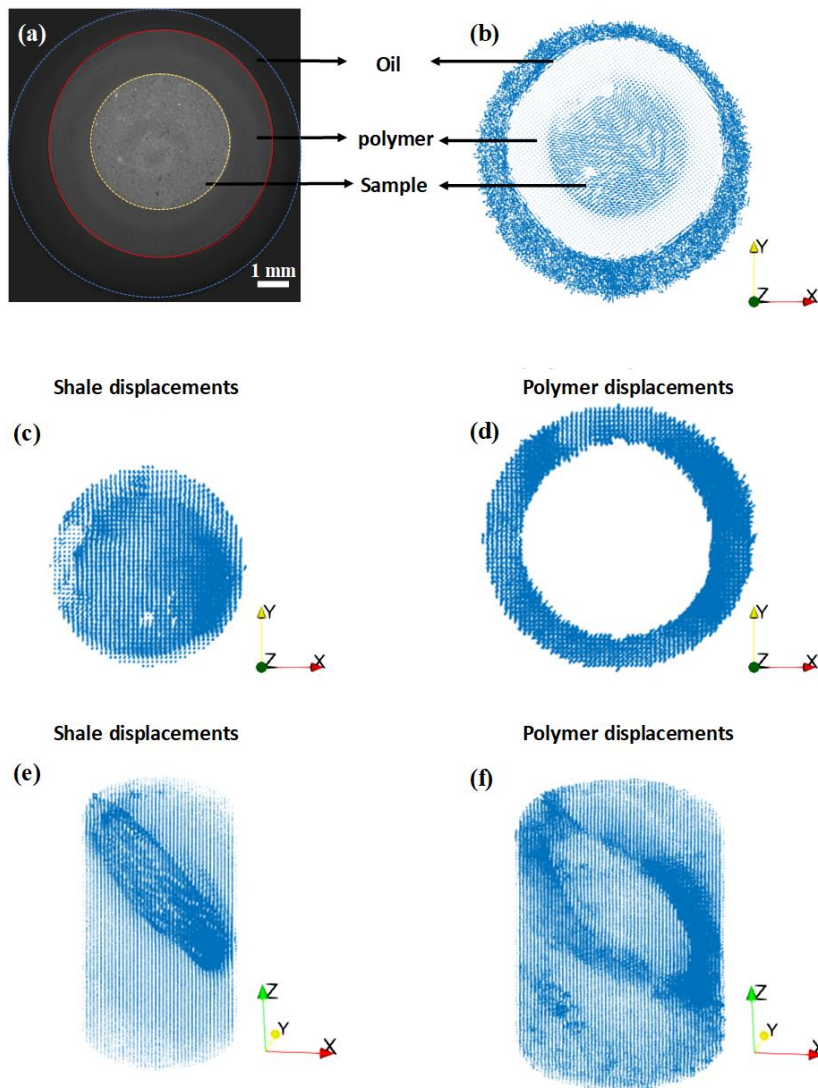 (a)
(b)
Oil
polymer
Sample
1 mm
Y
Z
X
Shale displacements
Polymer displacements
(c)
(d)
Y
Z
X
Y
Z
X
Shale displacements
Polymer displacements
(e)
(f)
Z
Y
X
Z
Y
X